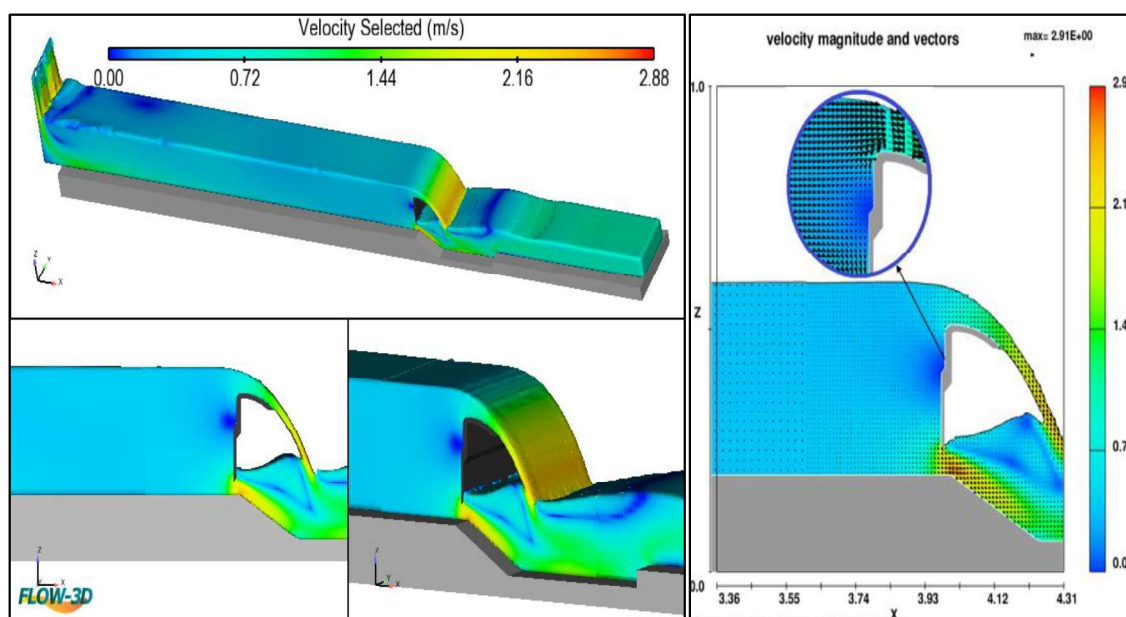 Velocity Selected (m/s)
0.00 0.72 1.44 2.16 2.88
Z
Y
X
Z
X
FLOW-3D
Z
Y
X
velocity magnitude and vectors
max= 2.91E+00
1.0
Z
0.0
3.36 3.55 3.74 3.93 4.12 4.31
X
2.9
2.1
1.4
0.7
0.0